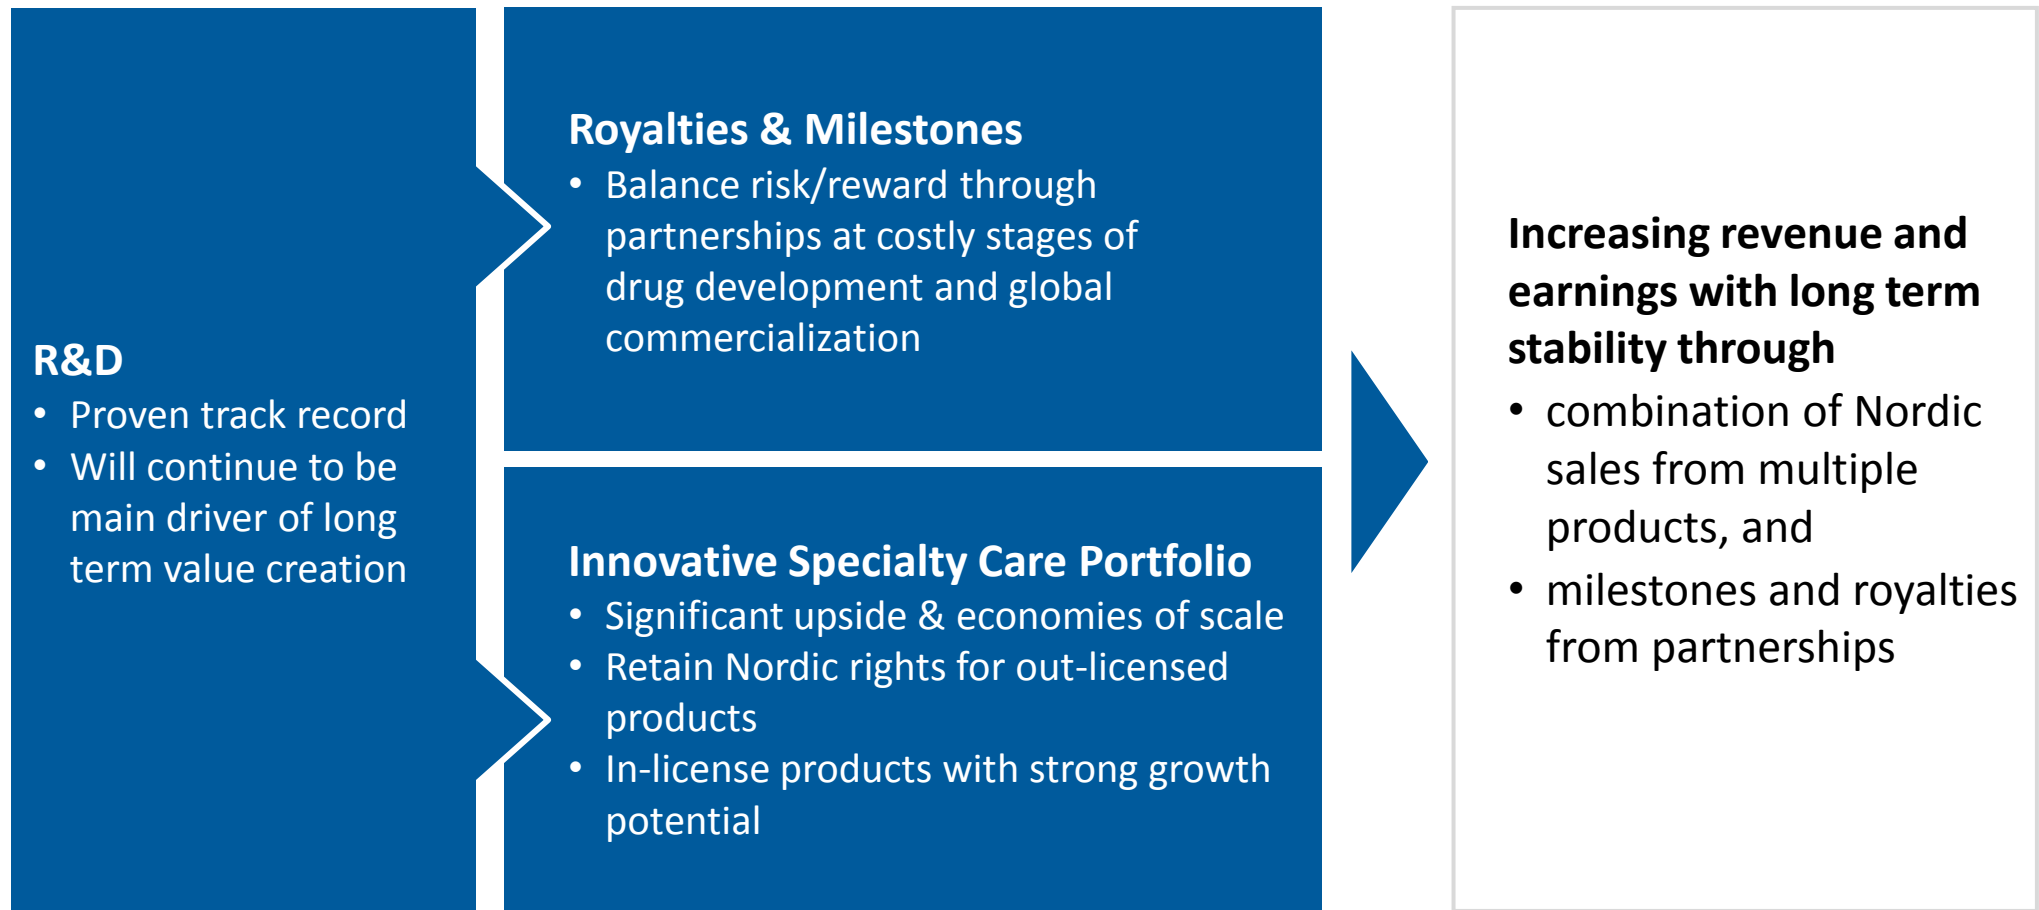 R&D
• Proven track record
• Will continue to be
main driver of long
term value creation
Royalties & Milestones
• Balance risk/reward through
partnerships at costly stages of
drug development and global
commercialization
Innovative Specialty Care Portfolio
• Significant upside & economies of scale
• Retain Nordic rights for out-licensed
products
• In-license products with strong growth
potential
Increasing revenue and
earnings with long term
stability through
• combination of Nordic
sales from multiple
products, and
• milestones and royalties
from partnerships